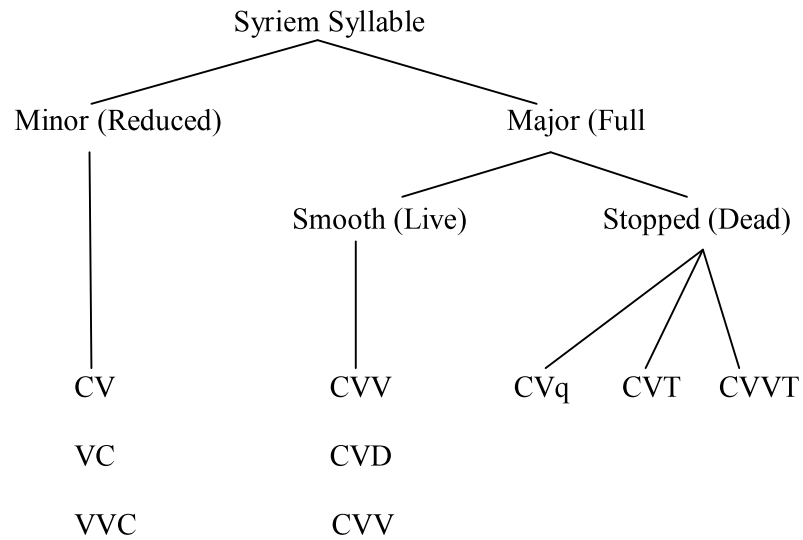 Syriem Syllable
Minor (Reduced)
Major (Full
Smooth (Live)
Stopped (Dead)
CV
CVV
CVq
CVT
CVVT
VC
CVD
VVC
CVV